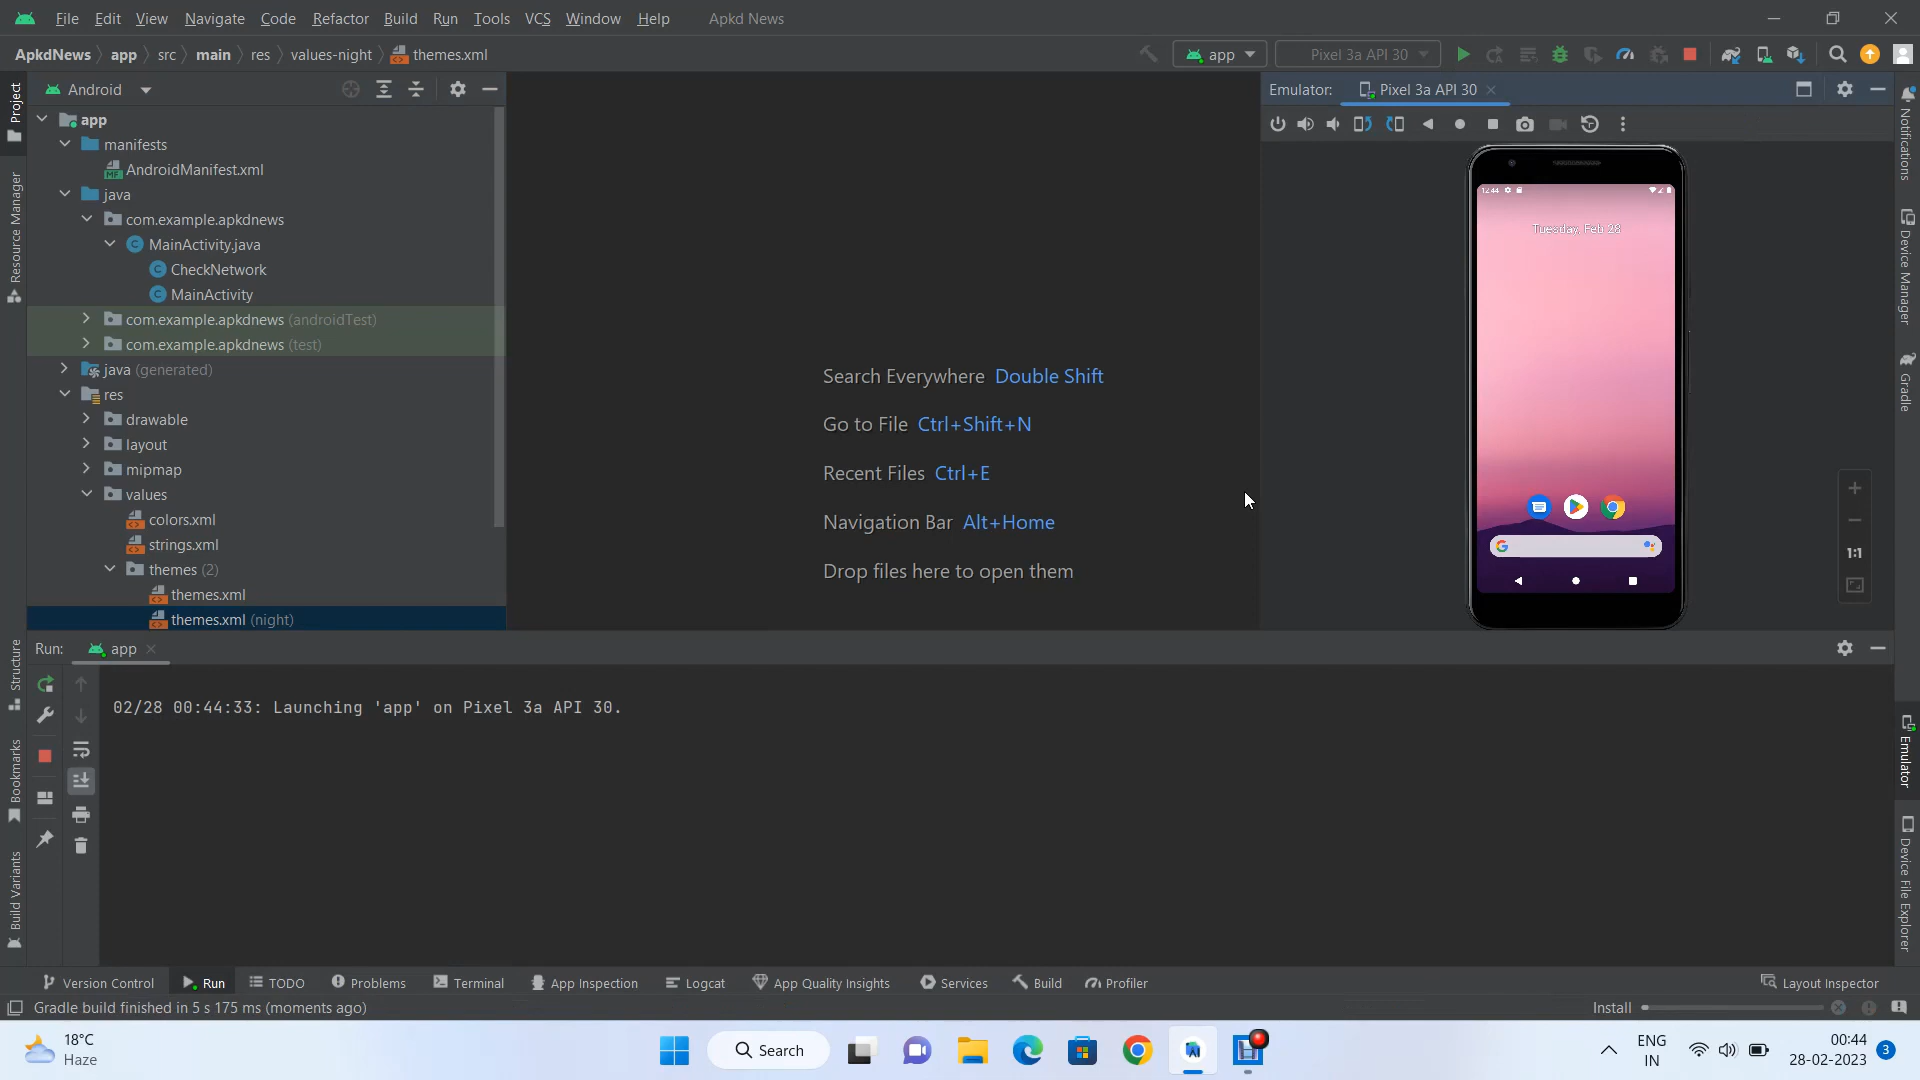 File Edit View Navigate Code Refactor Build Run Tools VCS Window Help Apkd News
ApkdNews app src main res values-night themes.xml app Pixel 3a API 30
Android
Emulator: Pixel 3a API 30
Project
Resource Manager
Structure
Bookmarks
Build Variants
app
manifests
AndroidManifest.xml
java
com.example.apkdnews
MainActivity.java
CheckNetwork
MainActivity
com.example.apkdnews (androidTest)
com.example.apkdnews (test)
java (generated)
res
drawable
layout
mipmap
values
colors.xml
strings.xml
themes (2)
themes.xml
themes.xml (night)
Search Everywhere Double Shift
Go to File Ctrl+Shift+N
Recent Files Ctrl+E
Navigation Bar Alt+Home
Drop files here to open them
12:44
Tuesday, Feb 28
1:1
Notifications
Device Manager
Gradle
Emulator
Device File Explorer
Run: app
02/28 00:44:33: Launching 'app' on Pixel 3a API 30.
Version Control Run TODO Problems Terminal App Inspection Logcat App Quality Insights Services Build Profiler Layout Inspector
Gradle build finished in 5 s 175 ms (moments ago) Install
18°C
Haze
Search
ENG
IN
00:44
28-02-2023
3